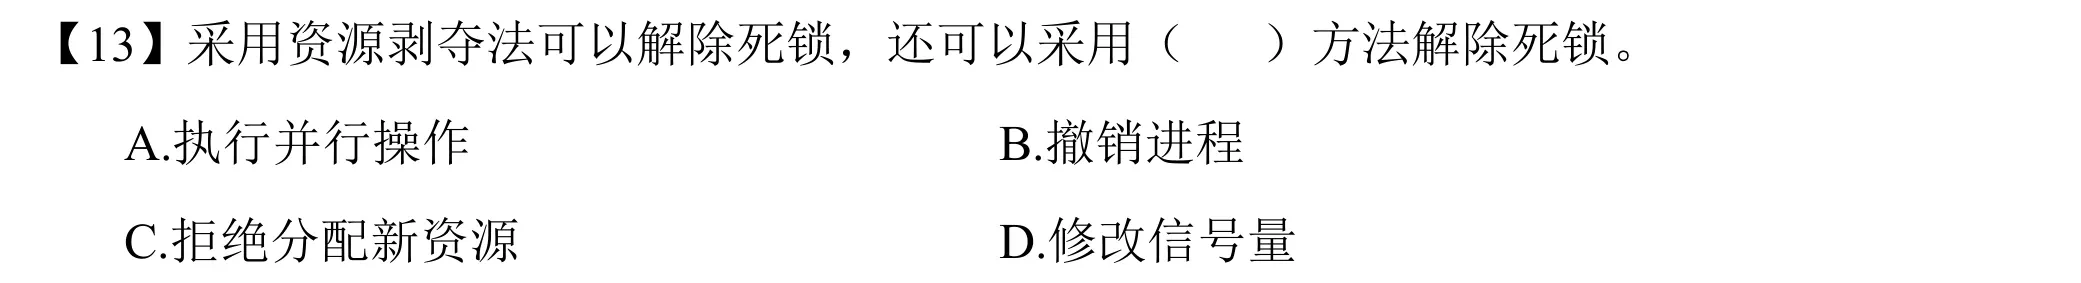 【13】采用资源剥夺法可以解除死锁，还可以采用（　　）方法解除死锁。
A.执行并行操作　　B.撤销进程
C.拒绝分配新资源　　D.修改信号量